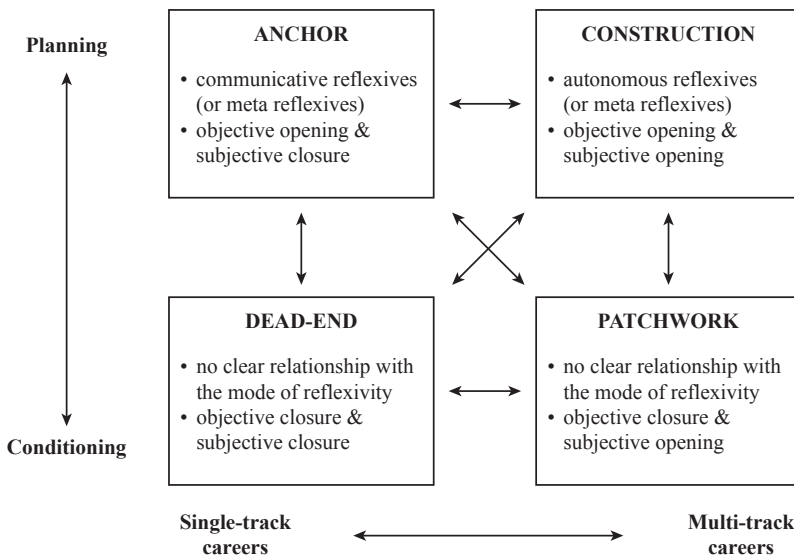 Planning
ANCHOR
• communicative reflexives
(or meta reflexives)
• objective opening &
subjective closure
CONSTRUCTION
• autonomous reflexives
(or meta reflexives)
• objective opening &
subjective opening
DEAD-END
• no clear relationship with
the mode of reflexivity
• objective closure &
subjective closure
PATCHWORK
• no clear relationship with
the mode of reflexivity
• objective closure &
subjective opening
Conditioning
Single-track
careers
Multi-track
careers